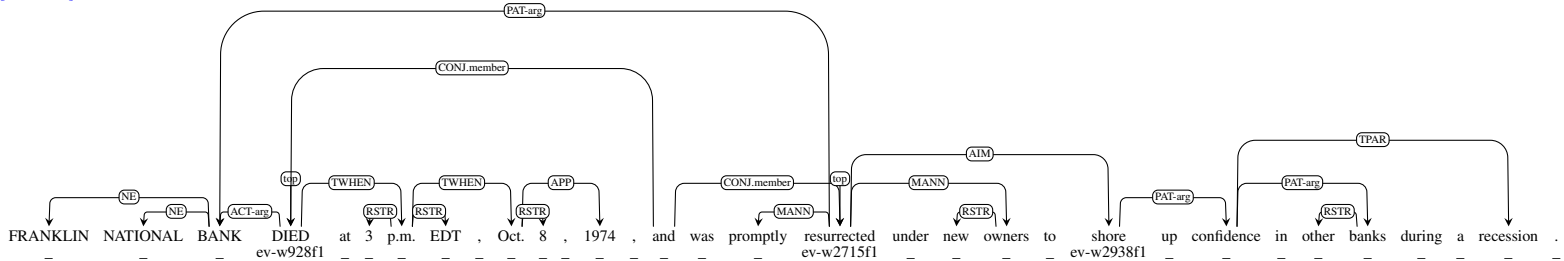 PAT-arg
CONJ.member
TPAR
AIM
top TWHEN TWHEN APP CONJ.member top MANN PAT-arg
NE PAT-arg
NE ACT-arg RSTR RSTR RSTR MANN RSTR RSTR
FRANKLIN NATIONAL BANK DIED at 3 p.m. EDT , Oct. 8 , 1974 , and was promptly resurrected under new owners to shore up confidence in other banks during a recession .
_ _ _ ev-w928f1 _ _ _ _ _ _ _ _ _ _ _ _ _ ev-w2715f1 _ _ _ _ ev-w2938f1 _ _ _ _ _ _ _ _ _